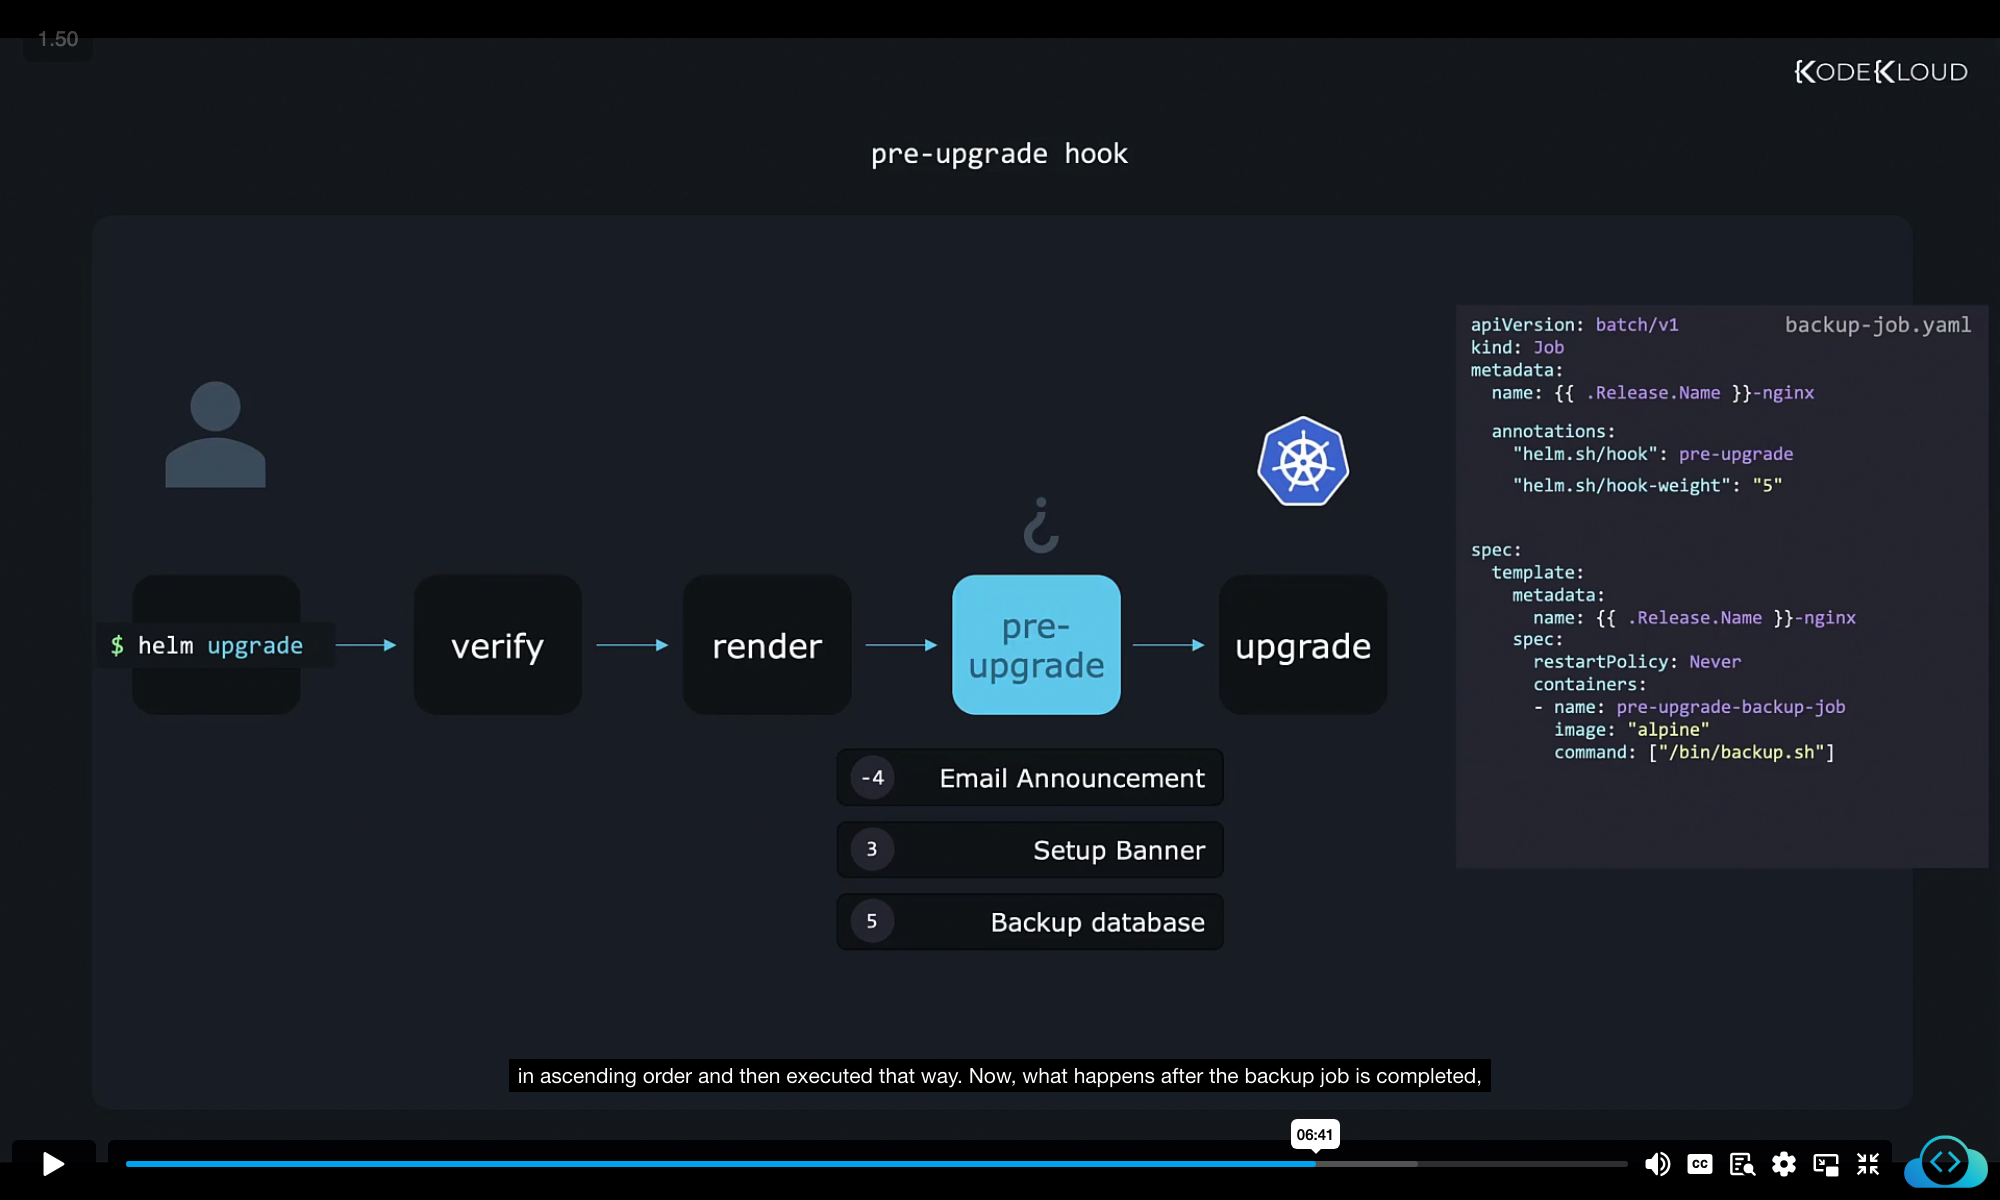 1.50
KODEKLOUD
pre-upgrade hook
apiVersion: batch/v1
backup-job.yaml
kind: Job
metadata:
name: {{ .Release.Name }}-nginx
annotations:
"helm.sh/hook": pre-upgrade
"helm.sh/hook-weight": "5"
spec:
template:
metadata:
name: {{ .Release.Name }}-nginx
spec:
restartPolicy: Never
containers:
- name: pre-upgrade-backup-job
image: "alpine"
command: ["/bin/backup.sh"]
$ helm upgrade
verify
render
pre-
upgrade
upgrade
-4 Email Announcement
3 Setup Banner
5 Backup database
in ascending order and then executed that way. Now, what happens after the backup job is completed,
06:41
CC